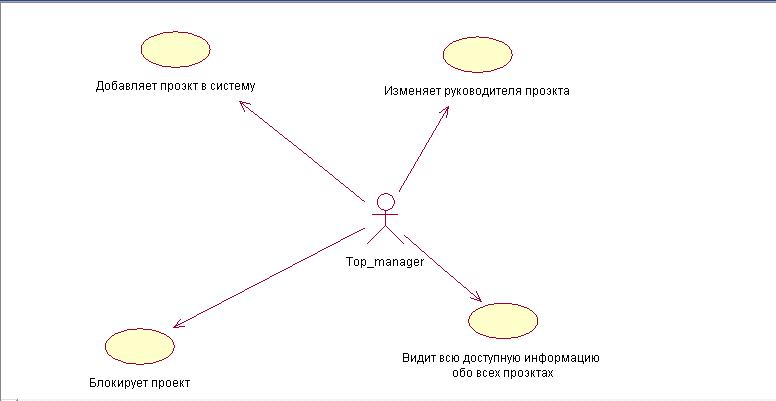 Добавляет проэкт в систему
Изменяет руководителя проэкта
Top_manager
Видит всю доступную информацию
обо всех проэктах
Блокирует проект